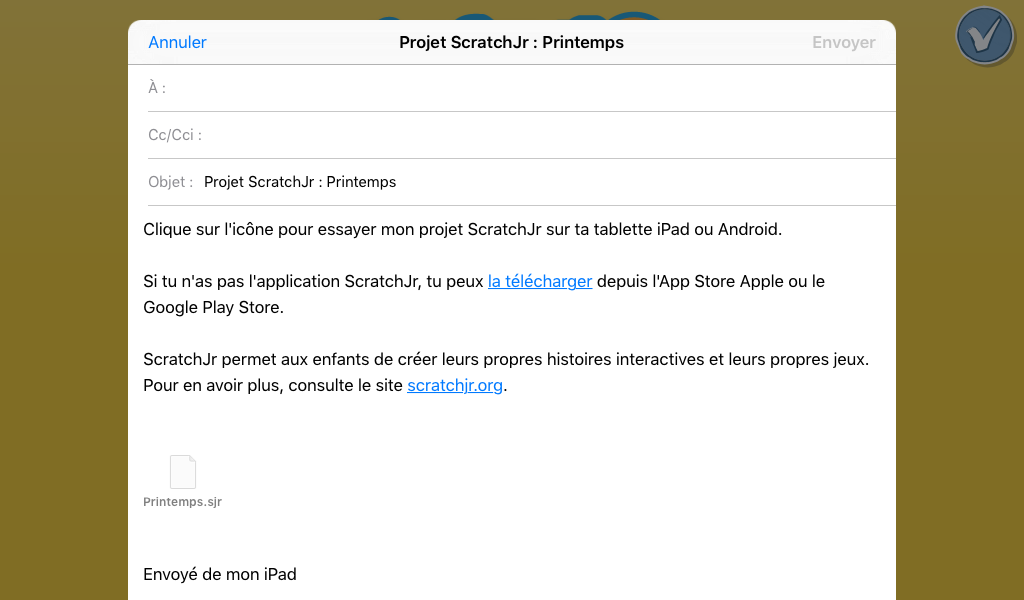 Annuler Projet ScratchJr : Printemps Envoyer
À :
Cc/Cci :
Objet : Projet ScratchJr : Printemps
Clique sur l'icône pour essayer mon projet ScratchJr sur ta tablette iPad ou Android.
Si tu n'as pas l'application ScratchJr, tu peux la télécharger depuis l'App Store Apple ou le
Google Play Store.
ScratchJr permet aux enfants de créer leurs propres histoires interactives et leurs propres jeux.
Pour en avoir plus, consulte le site scratchjr.org.
Printemps.sjr
Envoyé de mon iPad